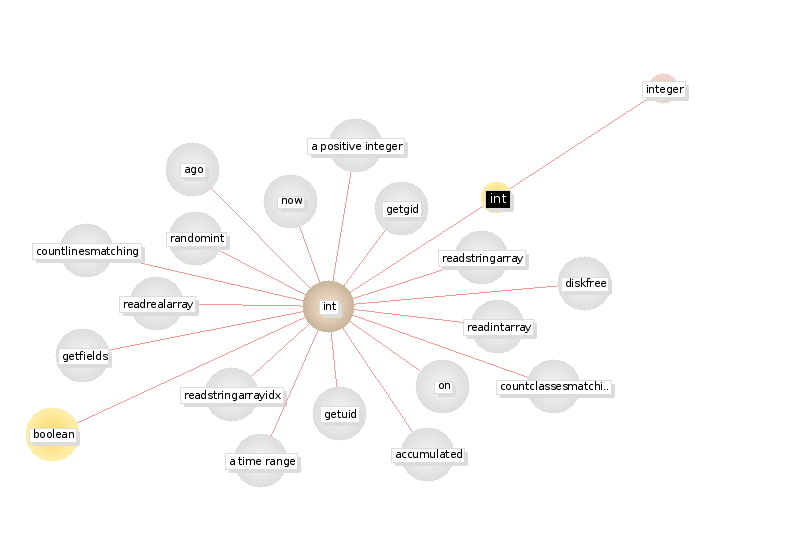 integer
a positive integer
ago
int
now
getgid
randomint
countlinesmatching
readstringarray
diskfree
readrealarray
int
readintarray
getfields
on
countclassesmatchi..
readstringarrayidx
getuid
boolean
accumulated
a time range